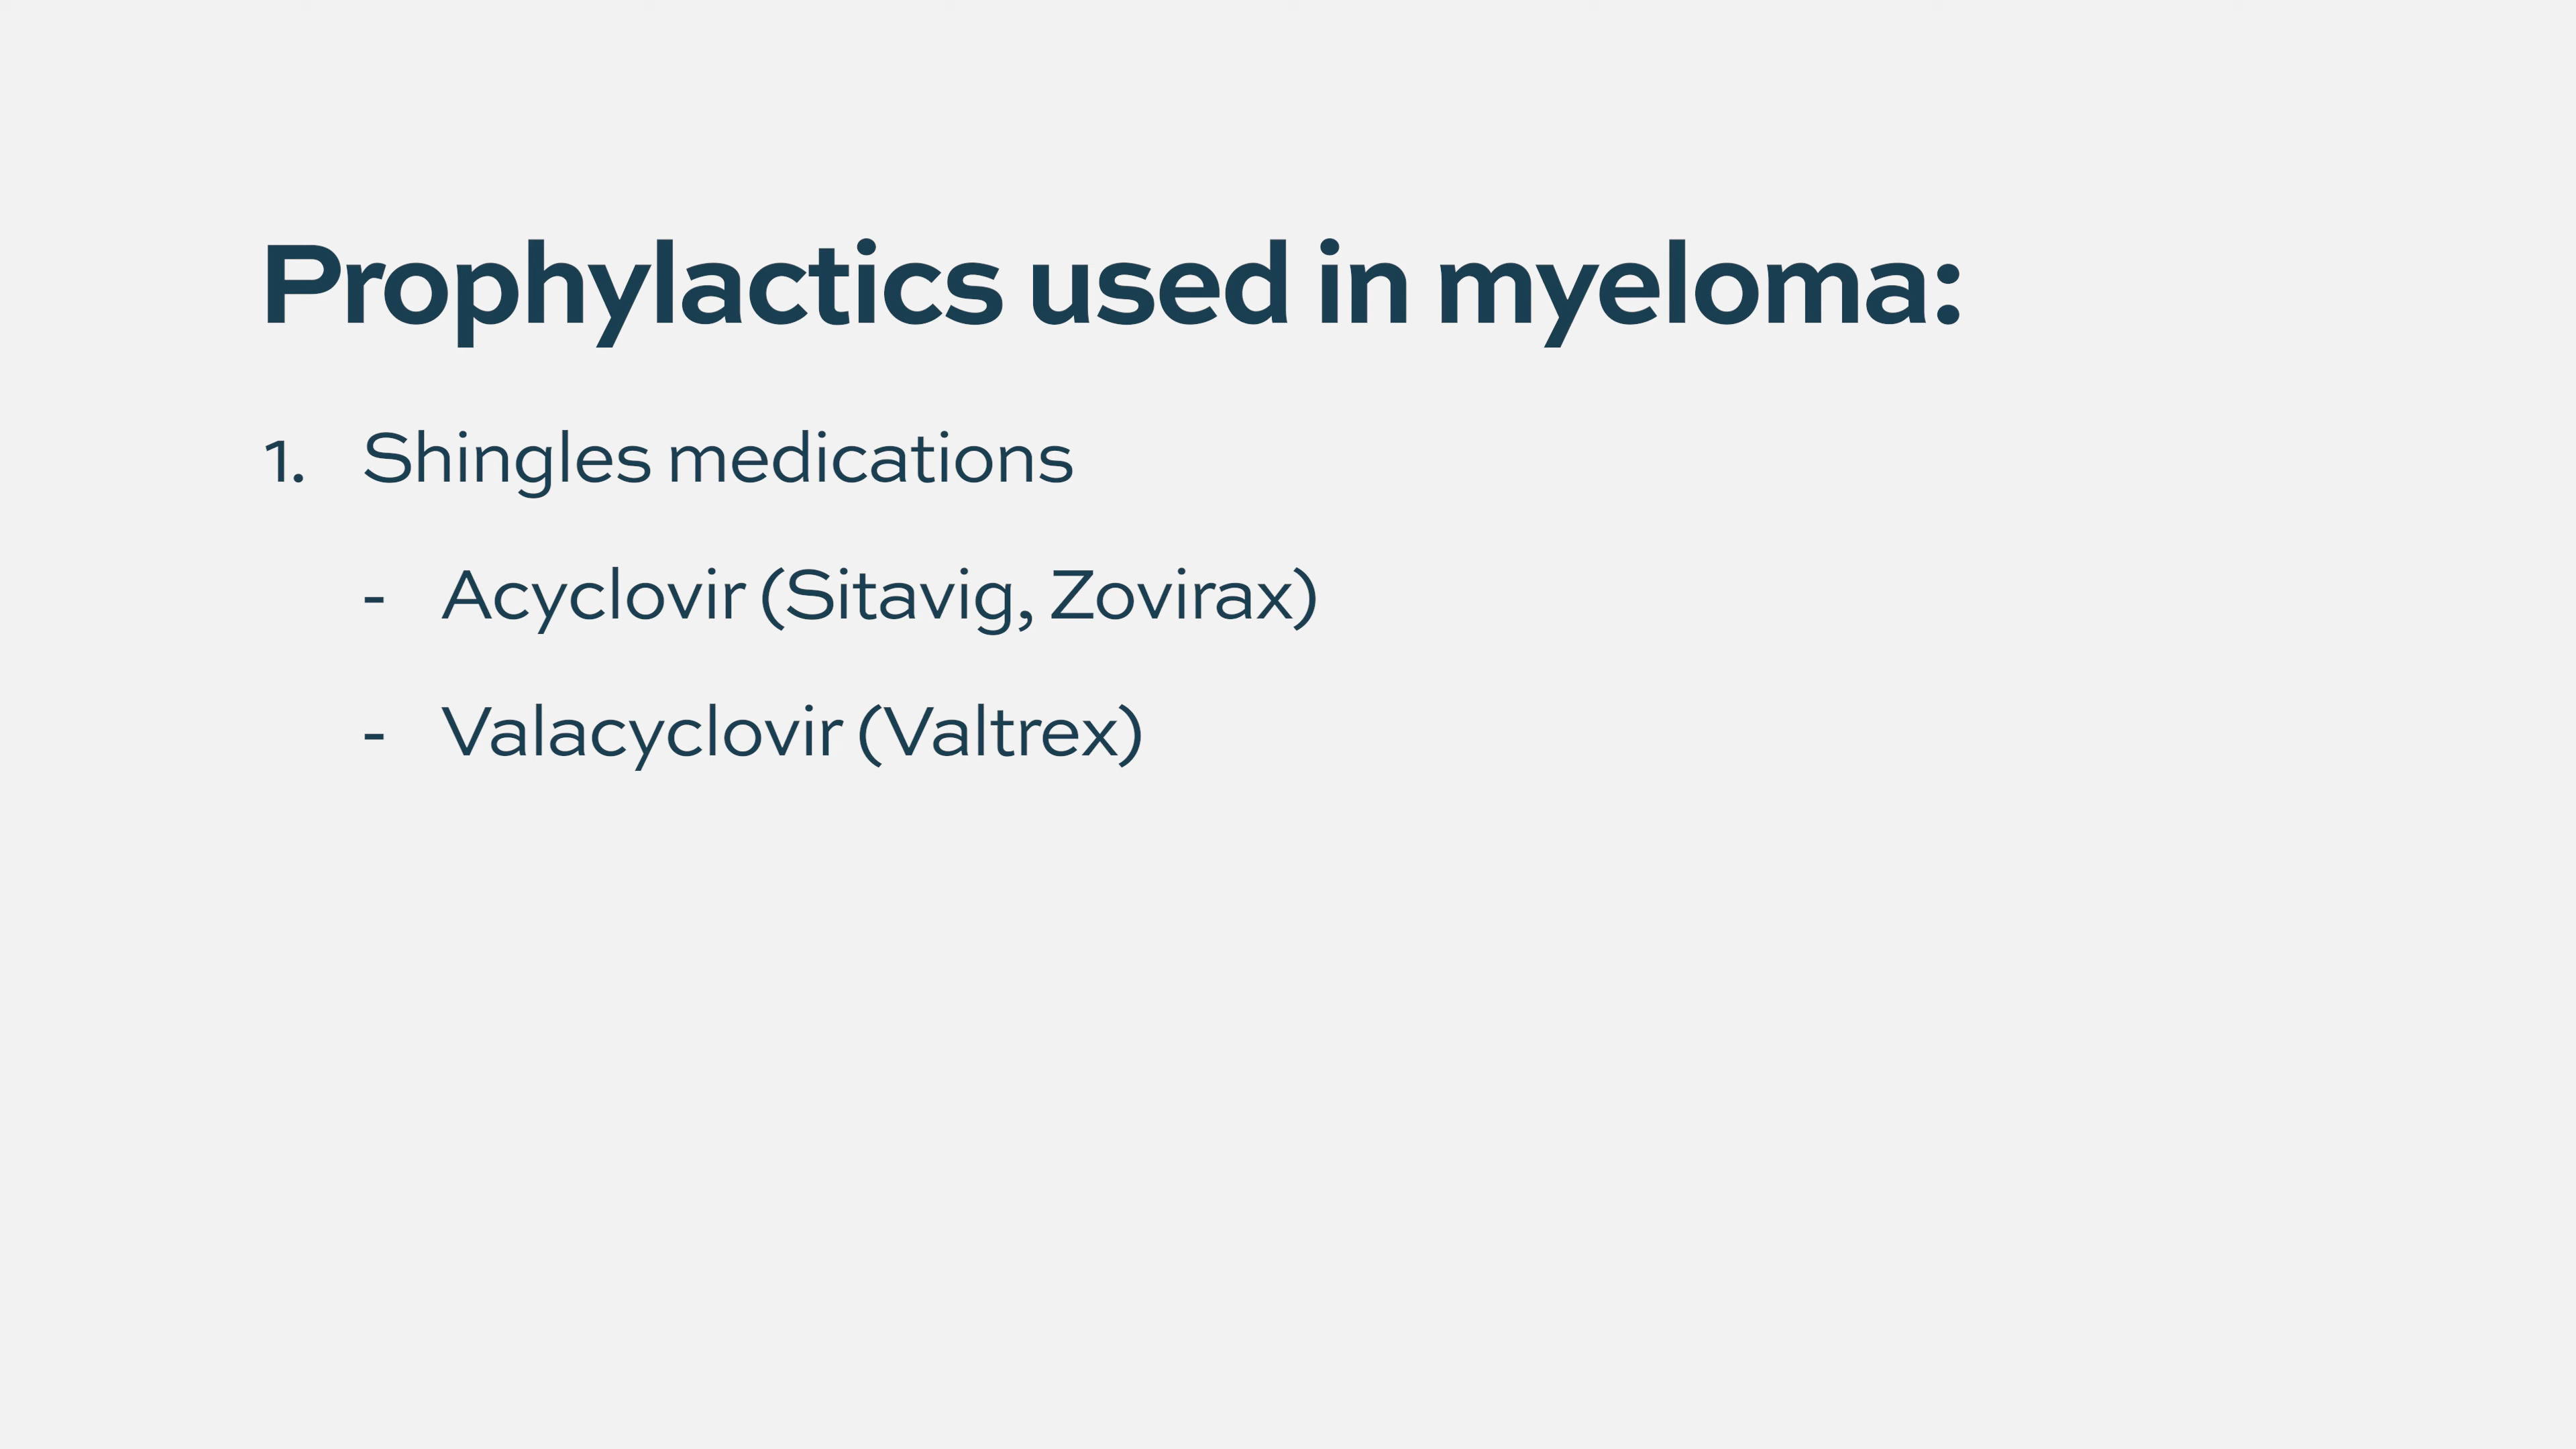 Prophylactics used in myeloma:
1. Shingles medications
- Acyclovir (Sitavig, Zovirax)
- Valacyclovir (Valtrex)